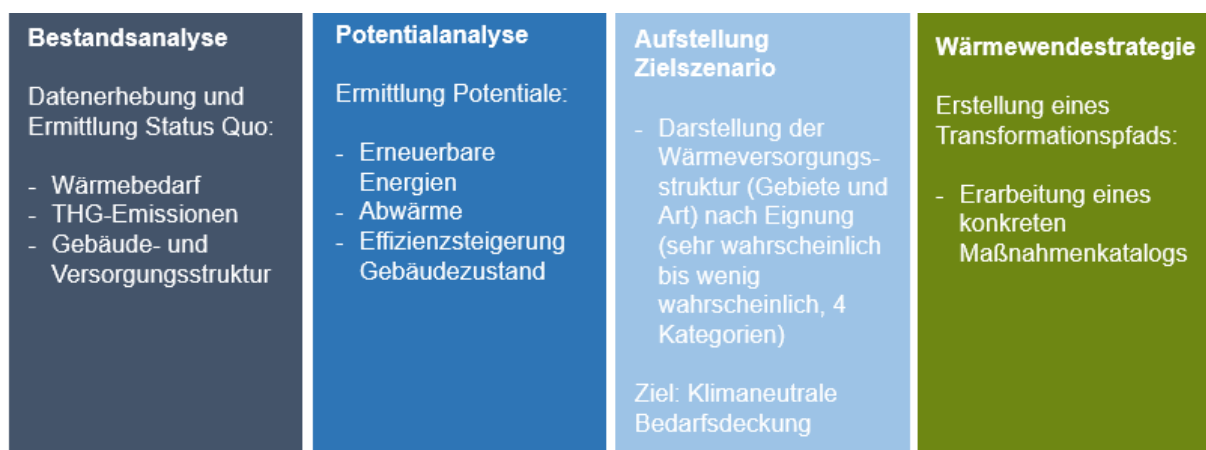 Bestandsanalyse
Datenerhebung und
Ermittlung Status Quo:
- Wärmebedarf
- THG-Emissionen
- Gebäude- und
Versorgungsstruktur
Potentialanalyse
Ermittlung Potentiale:
- Erneuerbare
Energien
- Abwärme
- Effizienzsteigerung
Gebäudezustand
Aufstellung
Zielszenario
- Darstellung der
Wärmeversorgungs-
struktur (Gebiete und
Art) nach Eignung
(sehr wahrscheinlich
bis wenig
wahrscheinlich, 4
Kategorien)
Ziel: Klimaneutrale
Bedarfsdeckung
Wärmewendestrategie
Erstellung eines
Transformationspfads:
- Erarbeitung eines
konkreten
Maßnahmenkatalogs